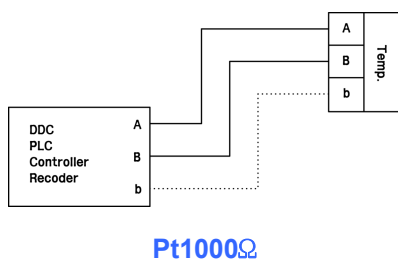 A
B
b
Temp.
DDC
PLC
Controller
Recoder
A
B
b
Pt1000Ω